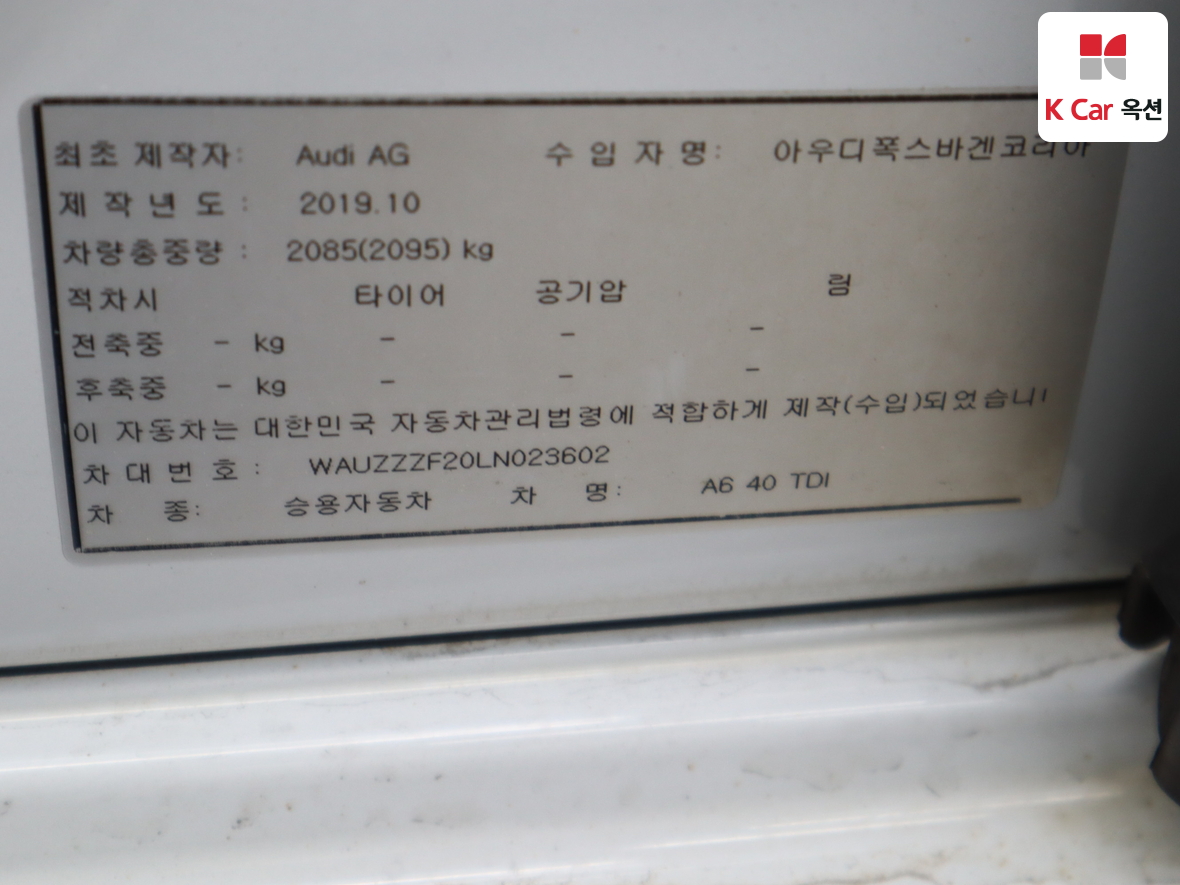 K Car 옥션
최초 제작자: Audi AG 수 입 자 명: 아우디폭스바겐코리아
제 작 년 도 : 2019.10
차량총중량 : 2085(2095) kg
적차시 타이어 공기압 림
전축중 - kg - - -
후축중 - kg - - -
이 자동차는 대한민국 자동차관리법령에 적합하게 제작(수입)되었습니
차 대 번 호 : WAUZZZF20LN023602
차 종: 승용자동차 차 명: A6 40 TDI